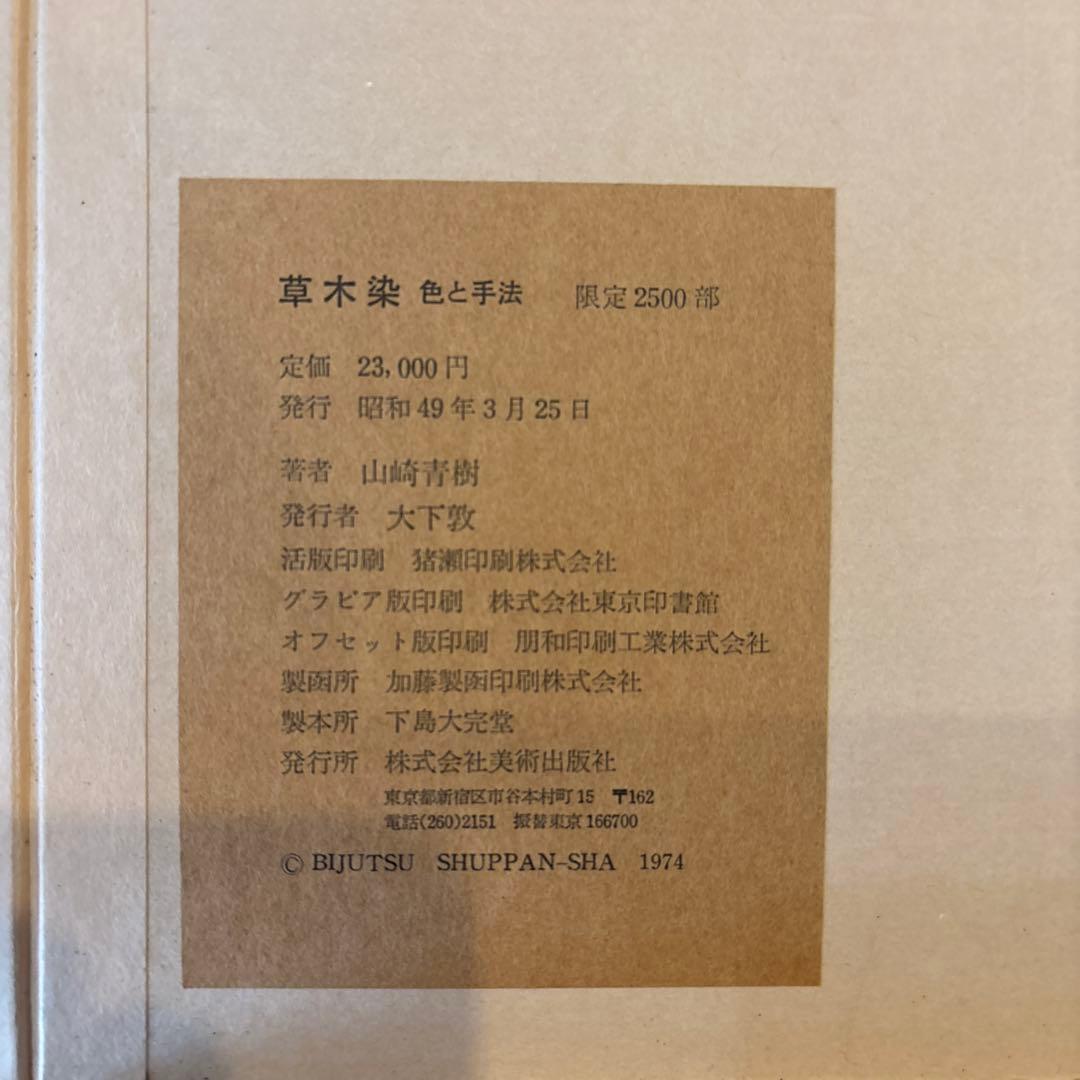 草木染 色と手法 限定2500部
定価 23,000円
発行 昭和49年3月25日
著者 山崎青樹
発行者 大下敦
活版印刷 猪瀬印刷株式会社
グラビア版印刷 株式会社東京印書館
オフセット版印刷 朋和印刷工業株式会社
製函所 加藤製函印刷株式会社
製本所 下島大完堂
発行所 株式会社美術出版社
東京都新宿区市谷本村町15 〒162
電話(260)2151 振替東京166700
© BIJUTSU SHUPPAN-SHA 1974